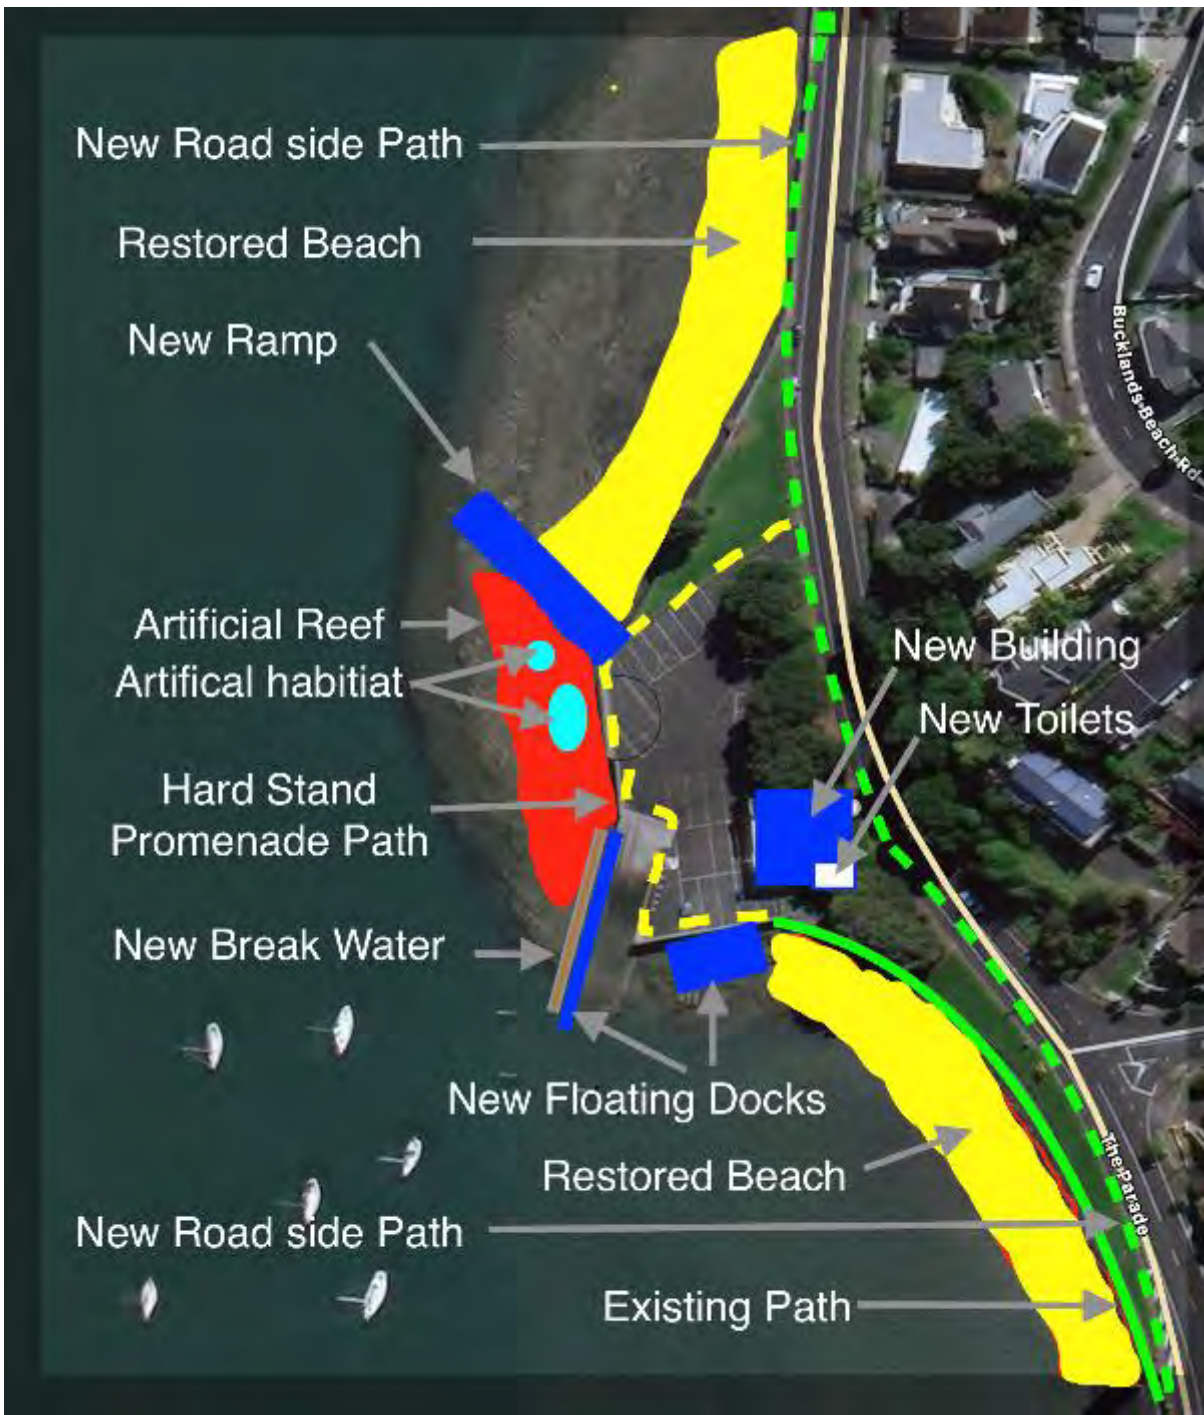 New Road side Path
Restored Beach
New Ramp
Bucklands Beach Rd
Artificial Reef
Artifical habitiat
New Building
New Toilets
Hard Stand
Promenade Path
New Break Water
New Floating Docks
Restored Beach
The Parade
New Road side Path
Existing Path